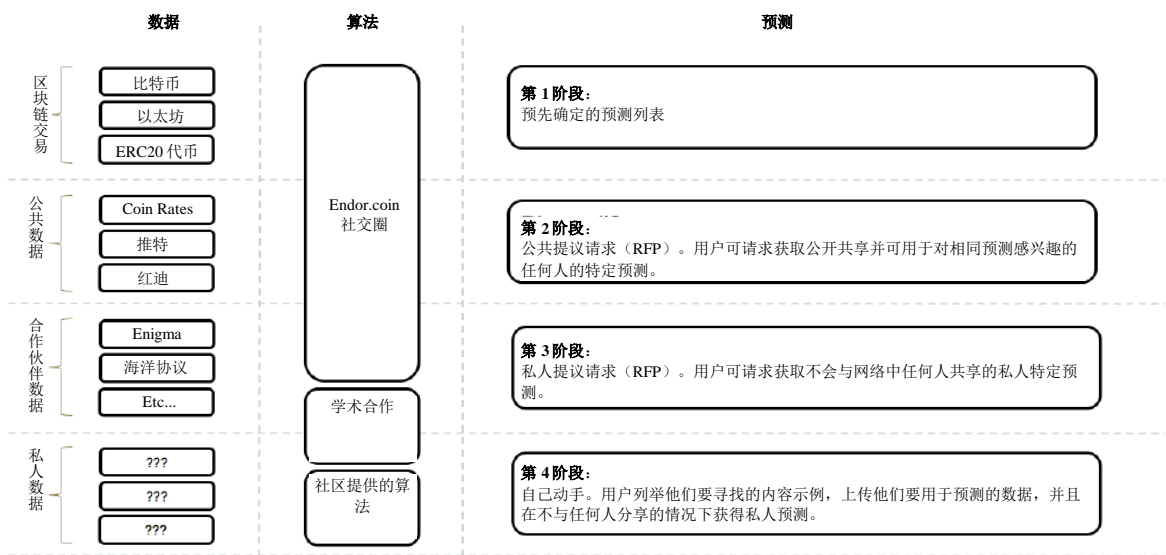 数据
算法
预测
区块链交易
比特币
以太坊
ERC20 代币
Endor.coin
社交圈
第 1阶段：
预先确定的预测列表
公共数据
Coin Rates
推特
红迪
第 2阶段：
公共提议请求（RFP）。用户可请求获取公开共享并可用于对相同预测感兴趣的
任何人的特定预测。
合作伙伴数据
Enigma
海洋协议
Etc...
学术合作
第 3阶段：
私人提议请求（RFP）。用户可请求获取不会与网络中任何人共享的私人特定预
测。
私人数据
???
???
???
社区提供的算
法
第 4阶段：
自己动手。用户列举他们要寻找的内容示例，上传他们要用于预测的数据，并且
在不与任何人分享的情况下获得私人预测。